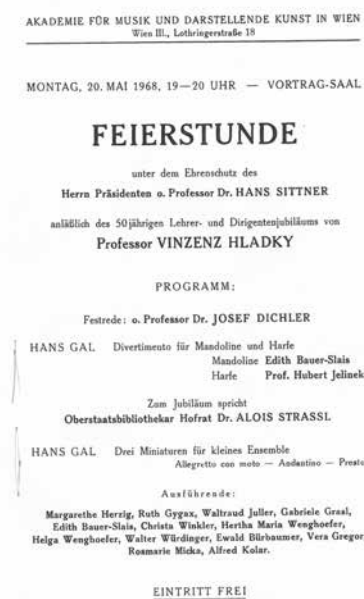 AKADEMIE FÜR MUSIK UND DARSTELLENDE KUNST IN WIEN
Wien III., Lothringerstraße 18
MONTAG, 20. MAI 1968, 19—20 UHR — VORTRAG-SAAL
FEIERSTUNDE
unter dem Ehrenschutz des
Herrn Präsidenten o. Professor Dr. HANS SITTNER
anläßlich des 50jährigen Lehrer- und Dirigentenjubiläums von
Professor VINZENZ HLADKY
PROGRAMM:
Festrede: o. Professor Dr. JOSEF DICHLER
HANS GAL Divertimento für Mandoline und Harfe
Mandoline Edith Bauer-Slais
Harfe Prof. Hubert Jelinek
Zum Jubiläum spricht
Oberstaatsbibliothekar Hofrat Dr. ALOIS STRASSL
HANS GAL Drei Miniaturen für kleines Ensemble
Allegretto con moto — Andantino — Presto
Ausführende:
Margarethe Herzig, Ruth Gygax, Waltraud Juller, Gabriele Grasl,
Edith Bauer-Slais, Christa Winkler, Hertha Maria Wenghoefer,
Helga Wenghoefer, Walter Würdinger, Ewald Bürbaumer, Vera Gregor
Rosmarie Micka, Alfred Kolar.
EINTRITT FREI